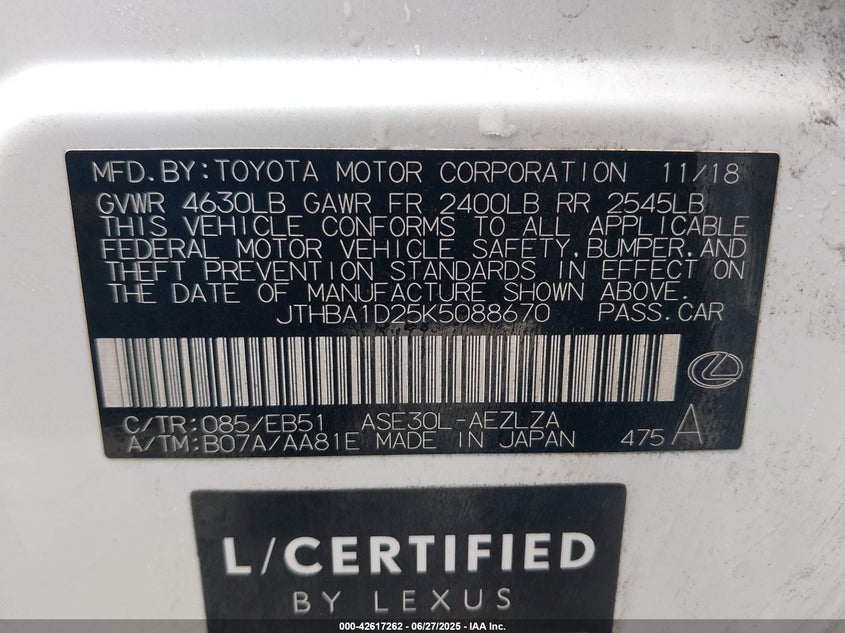 MFD.BY:TOYOTA MOTOR CORPORATION 11/18
GVWR 4630LB GAWR FR 2400LB RR 2545LB
THIS VEHICLE CONFORMS TO ALL APPLICABLE
FEDERAL MOTOR VEHICLE SAFETY,BUMPER,AND
THEFT PREVENTION STANDARDS IN EFFECT ON
THE DATE OF MANUFACTURE SHOWN ABOVE.
JTHBA1D25K5088670 PASS.CAR
C/TR:085/EB51 ASE30L-AEZLZA
A/TM:B07A/AA81E MADE IN JAPAN 475 A
L/CERTIFIED
BY LEXUS
000-42617262 - 06/27/2025 - IAA Inc.